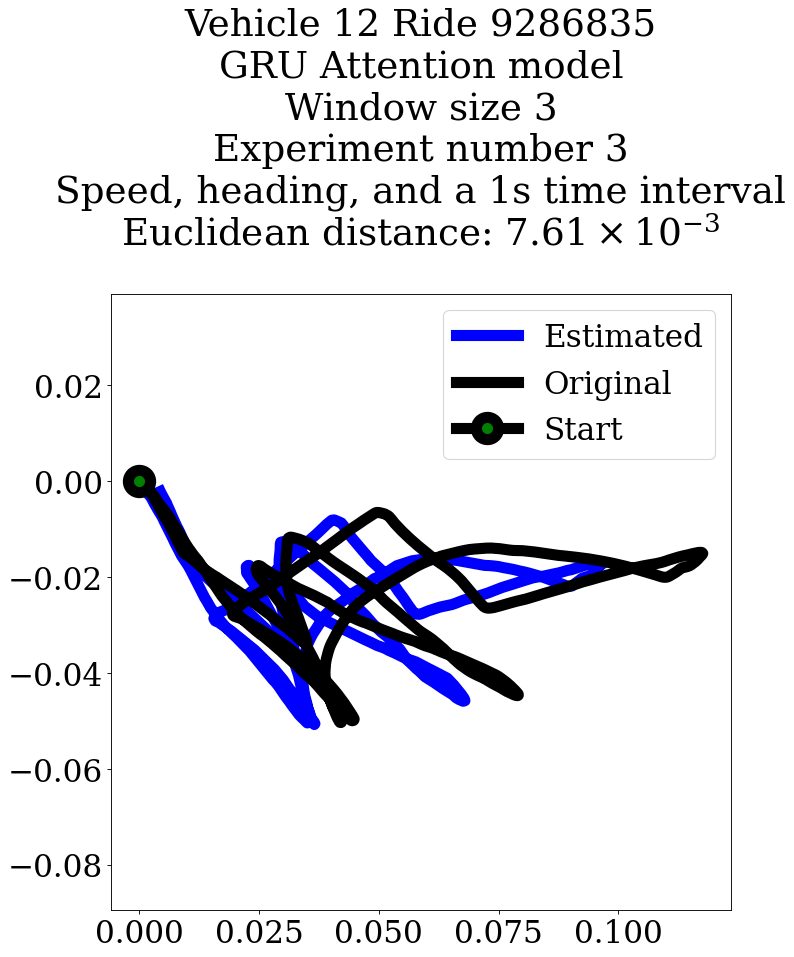 Vehicle 12 Ride 9286835
GRU Attention model
Window size 3
Experiment number 3
Speed, heading, and a 1s time interval
Euclidean distance: 7.61 × 10⁻³
Estimated
Original
Start
0.02
0.00
−0.02
−0.04
−0.06
−0.08
0.000 0.025 0.050 0.075 0.100